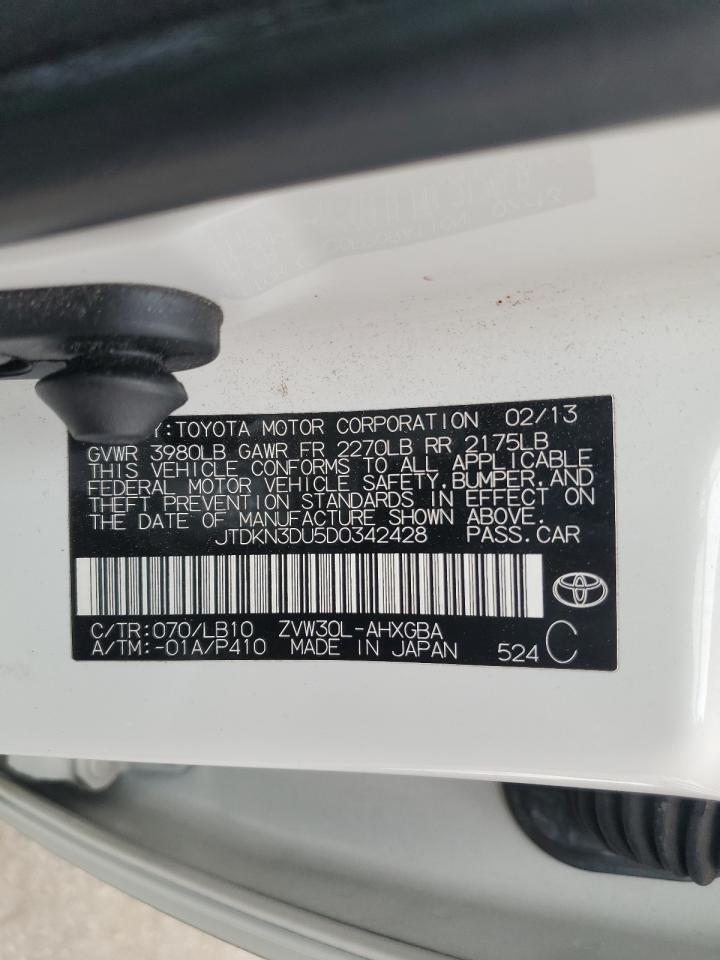 Y:TOYOTA MOTOR CORPORATION 02/13
GVWR 3980LB GAWR FR 2270LB RR 2175LB
THIS VEHICLE CONFORMS TO ALL APPLICABLE
FEDERAL MOTOR VEHICLE SAFETY,BUMPER,AND
THEFT PREVENTION STANDARDS IN EFFECT ON
THE DATE OF MANUFACTURE SHOWN ABOVE.
JTDKN3DU5D0342428 PASS.CAR
C/TR:070/LB10 ZVW30L-AHXGBA
A/TM:-01A/P410 MADE IN JAPAN 524 C